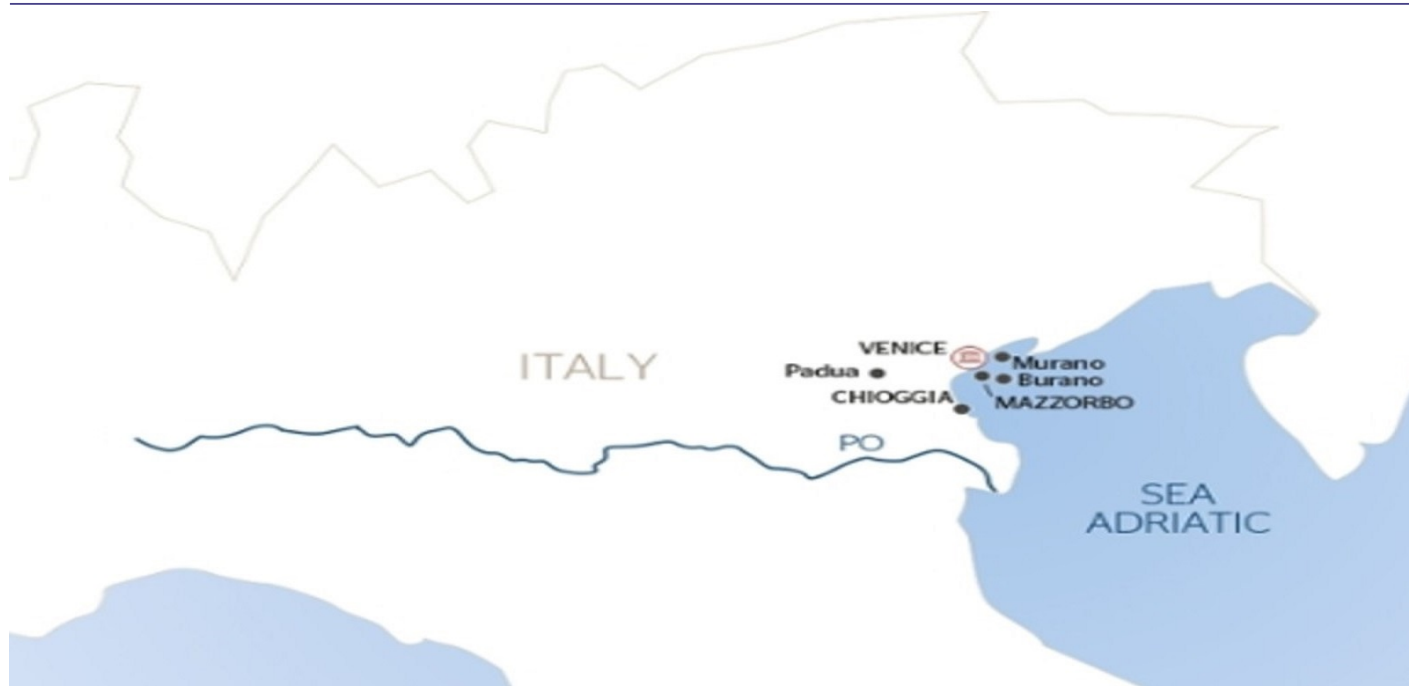 ITALY
VENICE
Murano
Padua
Burano
CHIOGGIA
MAZZORBO
PO
SEA
ADRIATIC